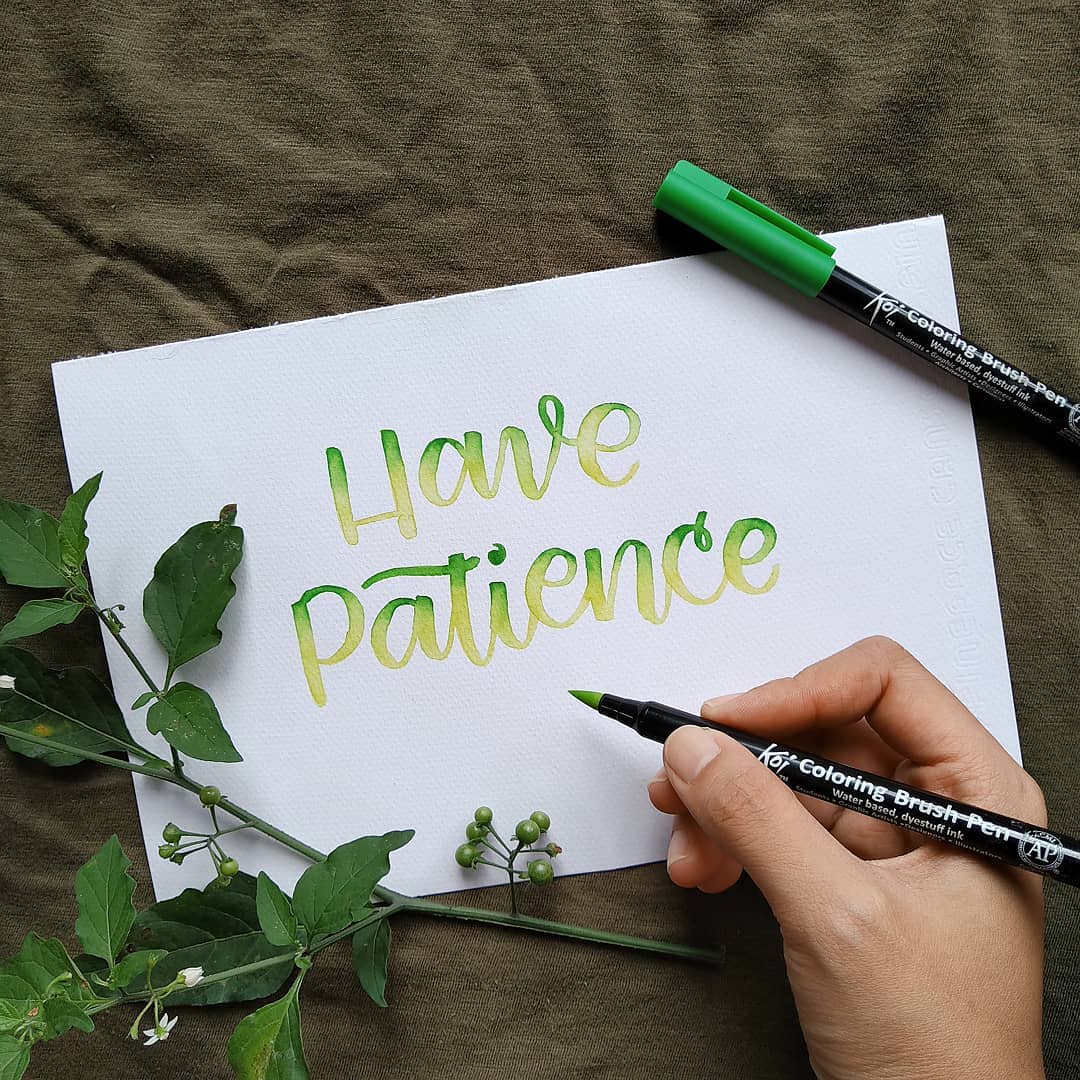 Have
Patience
Koi Coloring Brush Pen
TM
Water based, dyestuff ink
Students • Graphic Artists • Designers • Illustrators
Koi Coloring Brush Pen
Water based, dyestuff ink
Students • Graphic Artists • Designers • Illustrators
AP